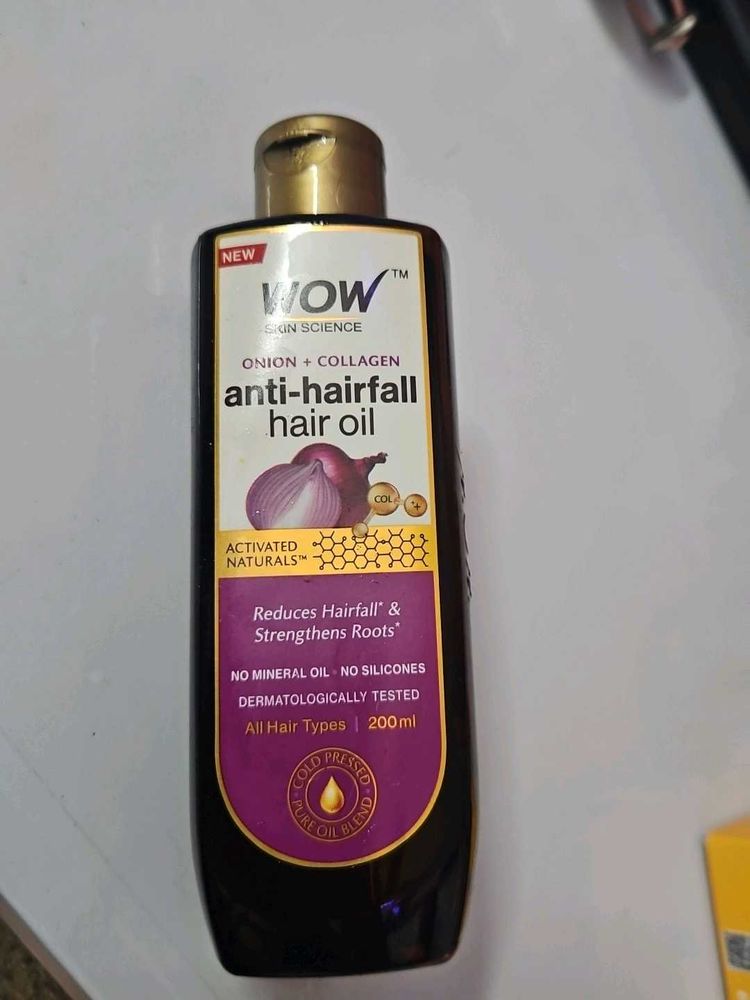 NEW
WOW™
SKIN SCIENCE
ONION + COLLAGEN
anti-hairfall
hair oil
COL
++
ACTIVATED
NATURALS™
Reduces Hairfall* &
Strengthens Roots*
NO MINERAL OIL • NO SILICONES
DERMATOLOGICALLY TESTED
All Hair Types | 200ml
COLD PRESSED
PURE OIL BLEND